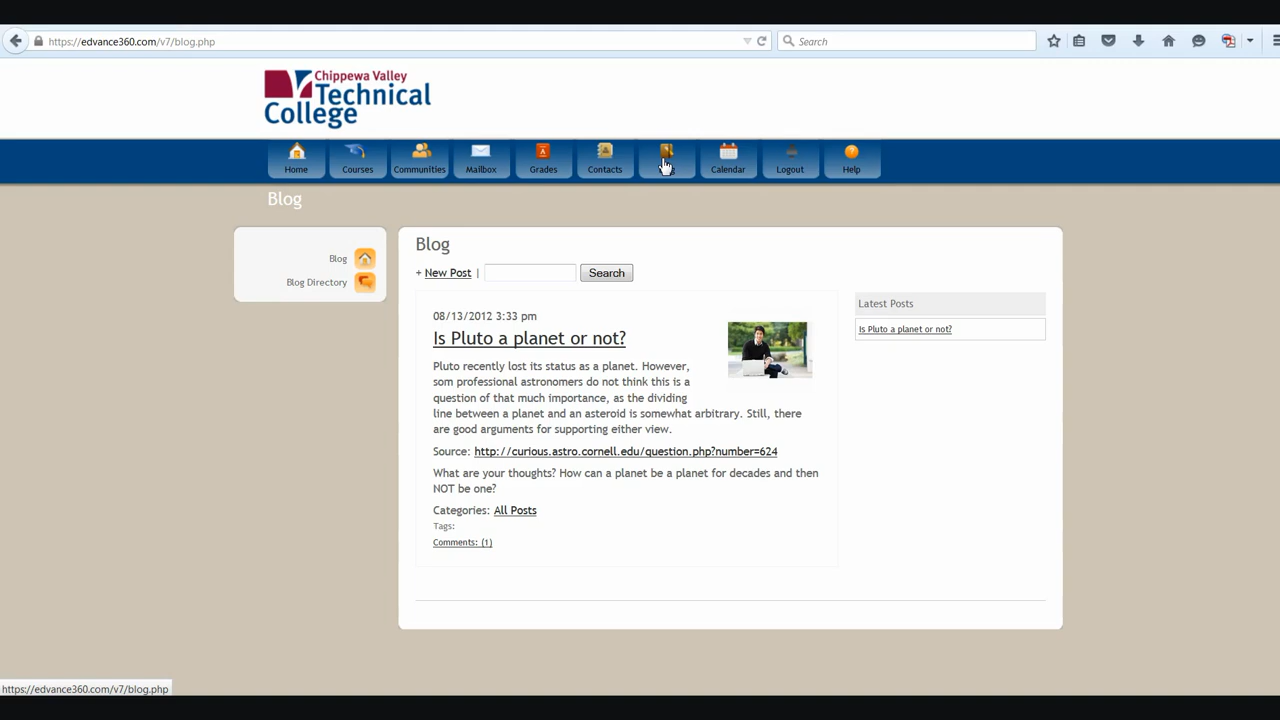 https://edvance360.com/v7/blog.php
Search
Chippewa Valley
Technical
College
Home
Courses
Communities
Mailbox
Grades
Contacts
Calendar
Logout
Help
Blog
Blog
Blog Directory
Blog
+ New Post |
Search
08/13/2012 3:33 pm
Is Pluto a planet or not?
Pluto recently lost its status as a planet. However,
som professional astronomers do not think this is a
question of that much importance, as the dividing
line between a planet and an asteroid is somewhat arbitrary. Still, there
are good arguments for supporting either view.
Source: http://curious.astro.cornell.edu/question.php?number=624
What are your thoughts? How can a planet be a planet for decades and then
NOT be one?
Categories: All Posts
Tags:
Comments: (1)
Latest Posts
Is Pluto a planet or not?
https://edvance360.com/v7/blog.php